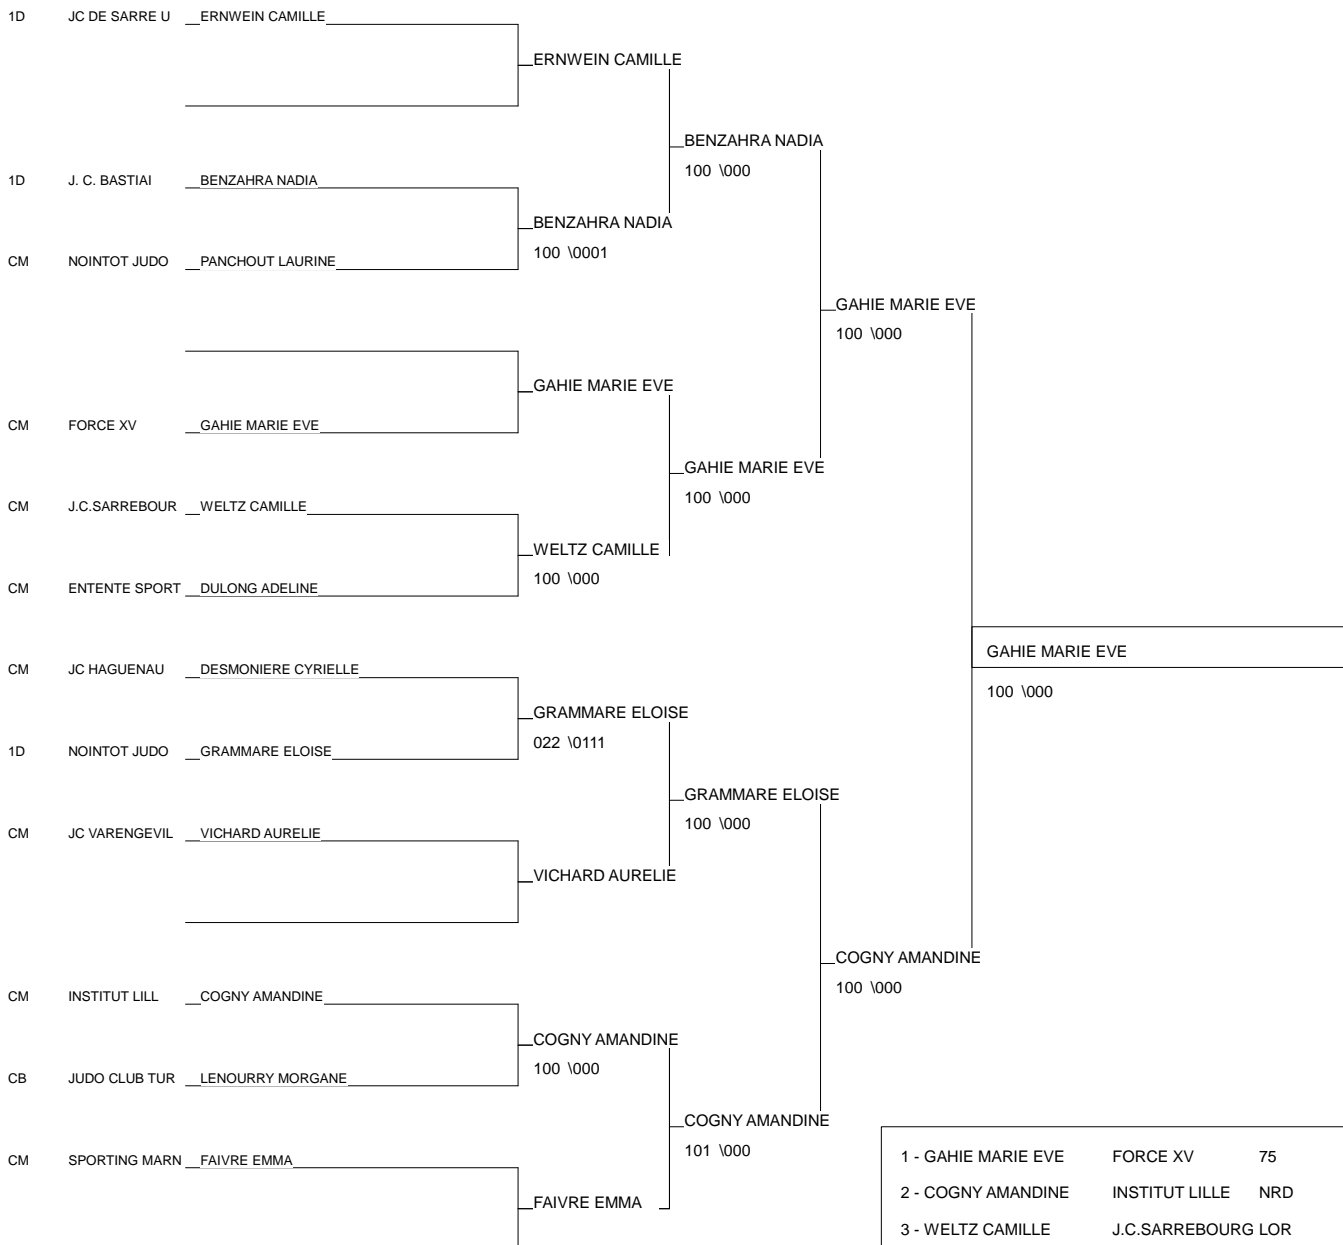 1D JC DE SARRE U ERNWEIN CAMILLE
ERNWEIN CAMILLE
BENZAHRA NADIA
100 \000
1D J. C. BASTIAI BENZAHRA NADIA
BENZAHRA NADIA
100 \0001
CM NOINTOT JUDO PANCHOUT LAURINE
GAHIE MARIE EVE
100 \000
GAHIE MARIE EVE
CM FORCE XV GAHIE MARIE EVE
GAHIE MARIE EVE
100 \000
CM J.C.SARREBOUR WELTZ CAMILLE
WELTZ CAMILLE
100 \000
CM ENTENTE SPORT DULONG ADELINE
GAHIE MARIE EVE
100 \000
CM JC HAGUENAU DESMONIERE CYRIELLE
GRAMMARE ELOISE
022 \0111
1D NOINTOT JUDO GRAMMARE ELOISE
GRAMMARE ELOISE
100 \000
CM JC VARENGEVIL VICHARD AURELIE
VICHARD AURELIE
COGNY AMANDINE
100 \000
CM INSTITUT LILL COGNY AMANDINE
COGNY AMANDINE
100 \000
CB JUDO CLUB TUR LENOURRY MORGANE
COGNY AMANDINE
101 \000
CM SPORTING MARN FAIVRE EMMA
FAIVRE EMMA
1 - GAHIE MARIE EVE FORCE XV 75
2 - COGNY AMANDINE INSTITUT LILLE NRD
3 - WELTZ CAMILLE J.C.SARREBOURG LOR